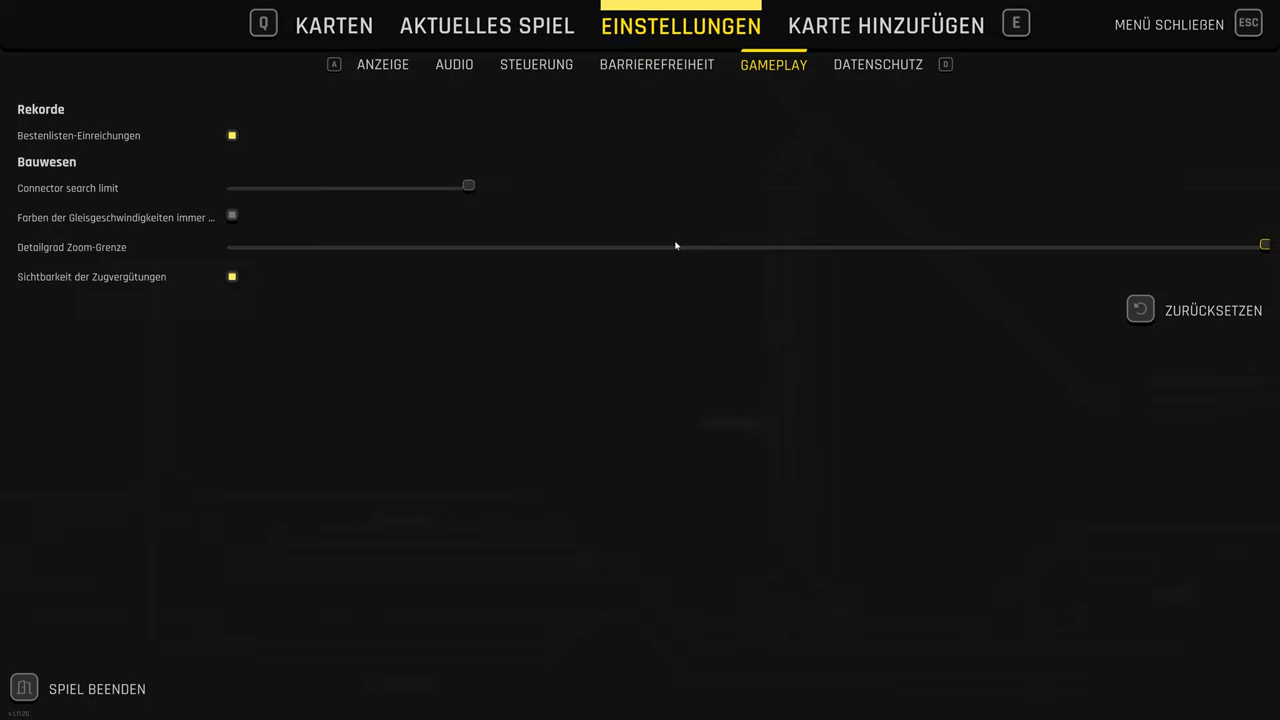 Q KARTEN AKTUELLES SPIEL EINSTELLUNGEN KARTE HINZUFÜGEN E MENÜ SCHLIEẞEN ESC
A ANZEIGE AUDIO STEUERUNG BARRIEREFREIHEIT GAMEPLAY DATENSCHUTZ D
Rekorde
Bestenlisten-Einreichungen
Bauwesen
Connector search limit
Farben der Gleisgeschwindigkeiten immer ...
Detailgrad Zoom-Grenze
Sichtbarkeit der Zugvergütungen
ZURÜCKSETZEN
SPIEL BEENDEN